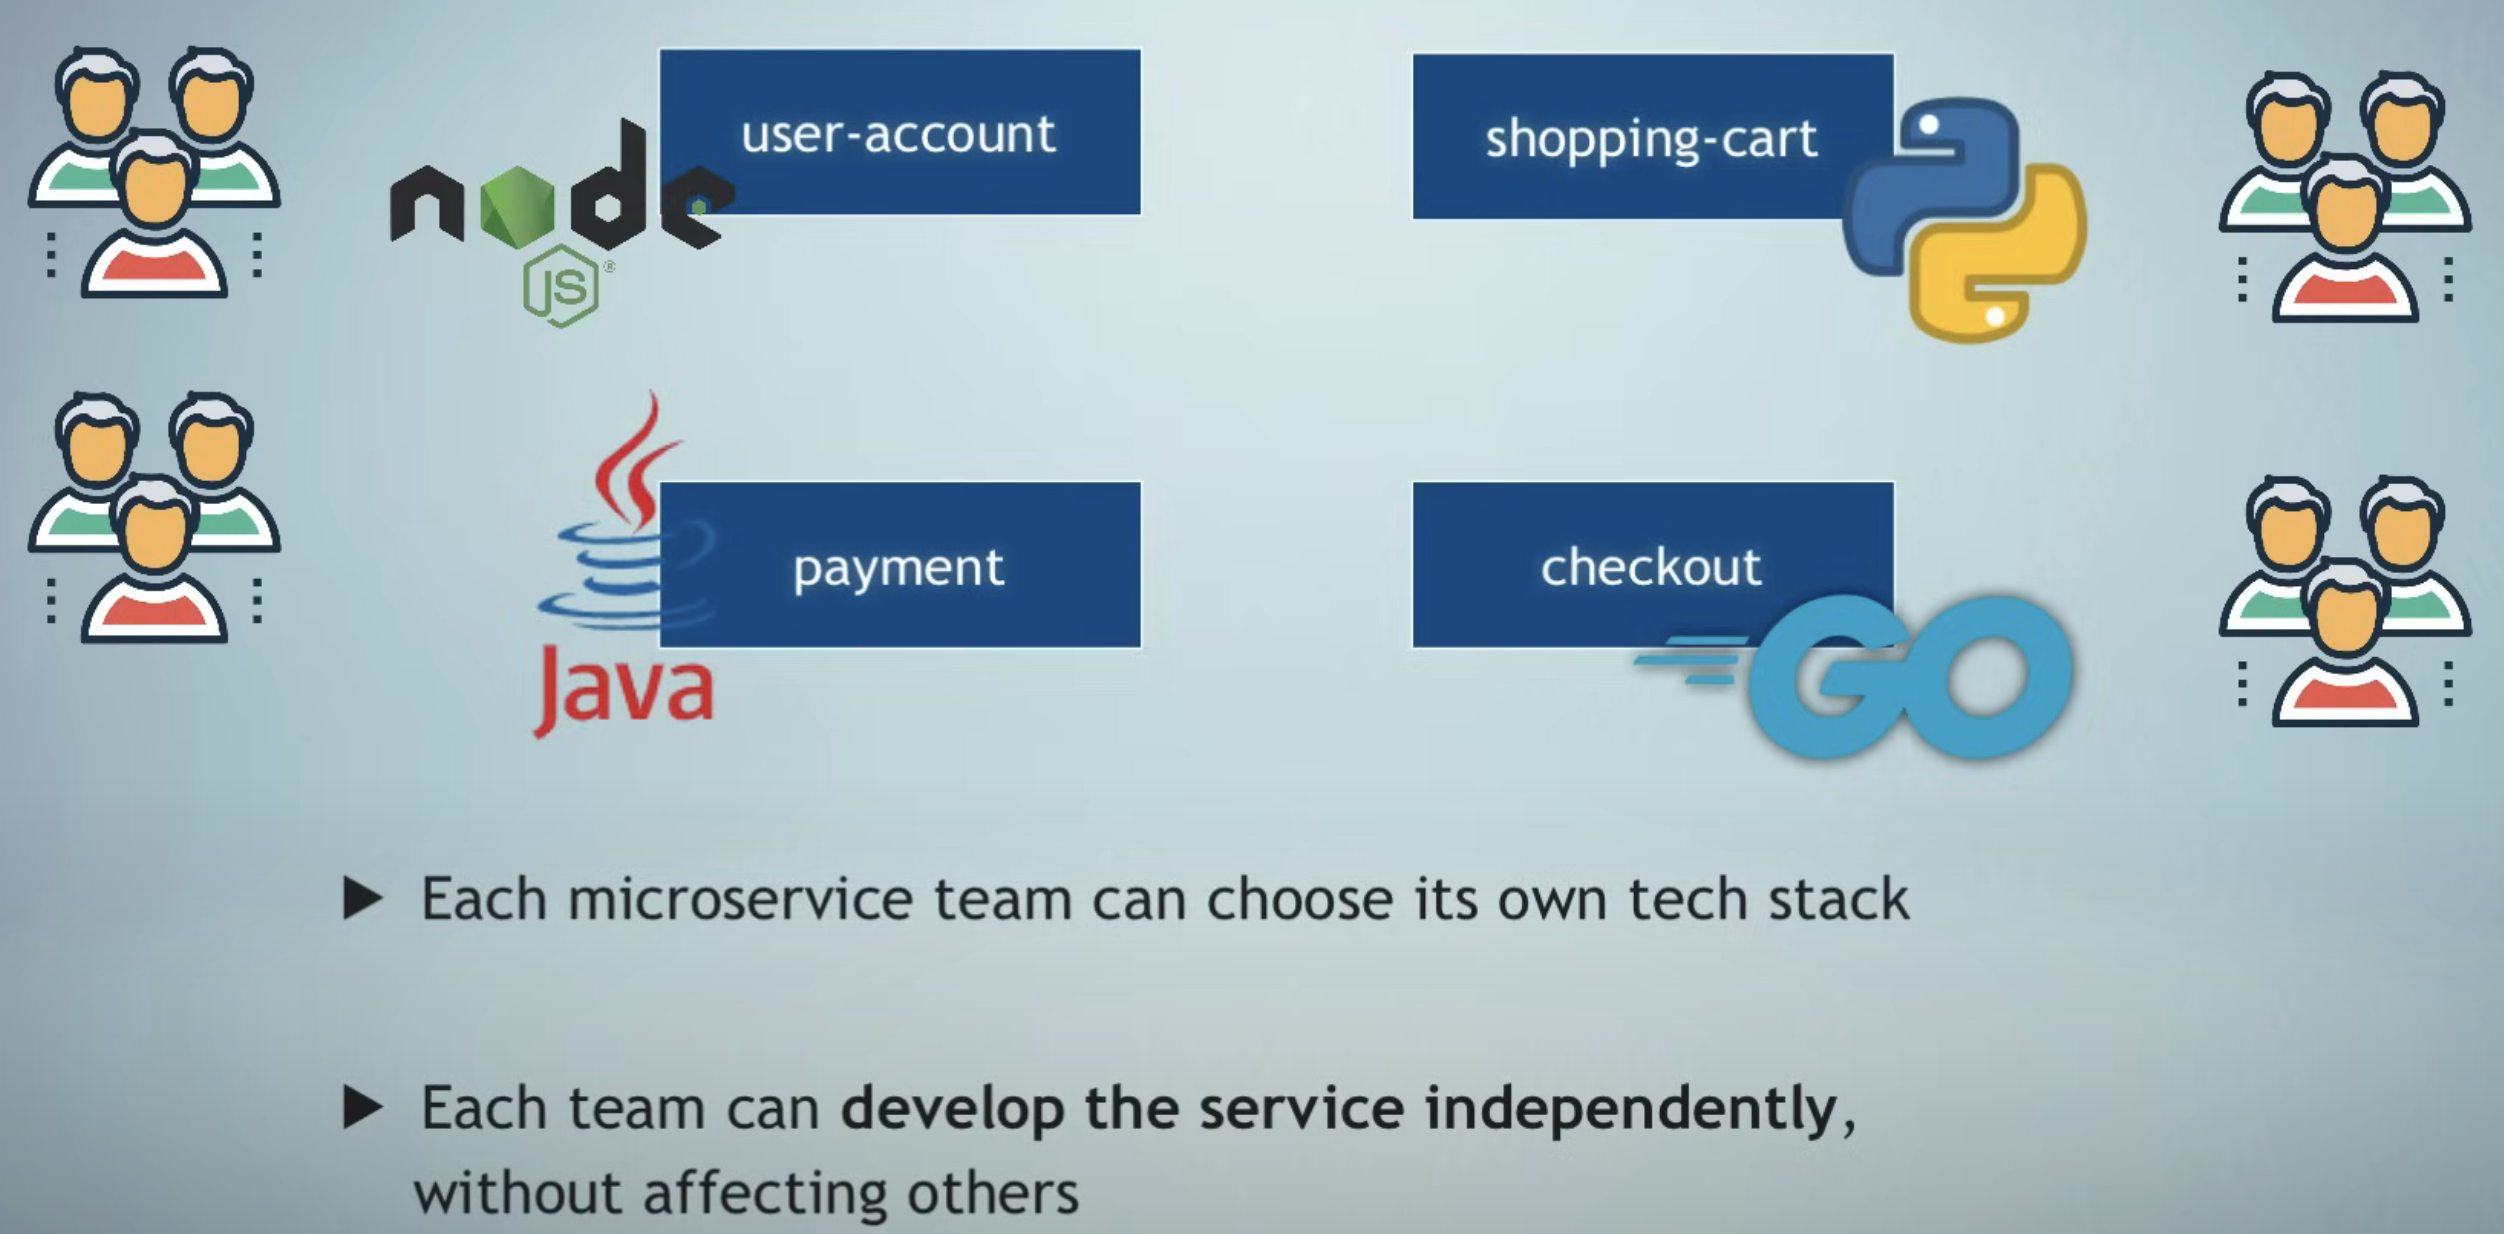 user-account
shopping-cart
node
JS®
payment
checkout
Java
GO
Each microservice team can choose its own tech stack
Each team can develop the service independently,
without affecting others